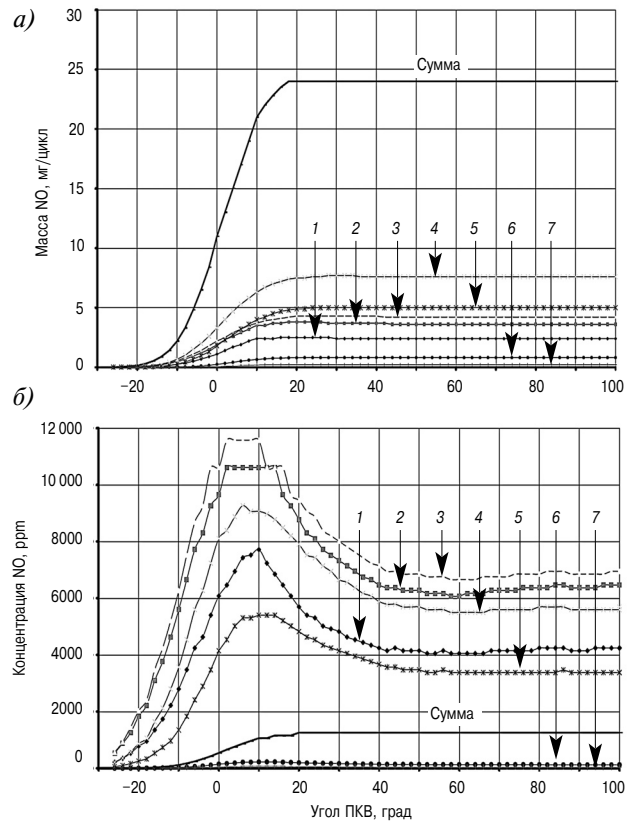 а)
Масса NO, мг/цикл
30
25
20
15
10
5
0
Сумма
1 2 3 4 5 6 7
−20 0 20 40 60 80 100
б)
Концентрация NO, ppm
12 000
10 000
8000
6000
4000
2000
0
1 2 3 4 5 6 7
Сумма
−20 0 20 40 60 80 100
Угол ПКВ, град